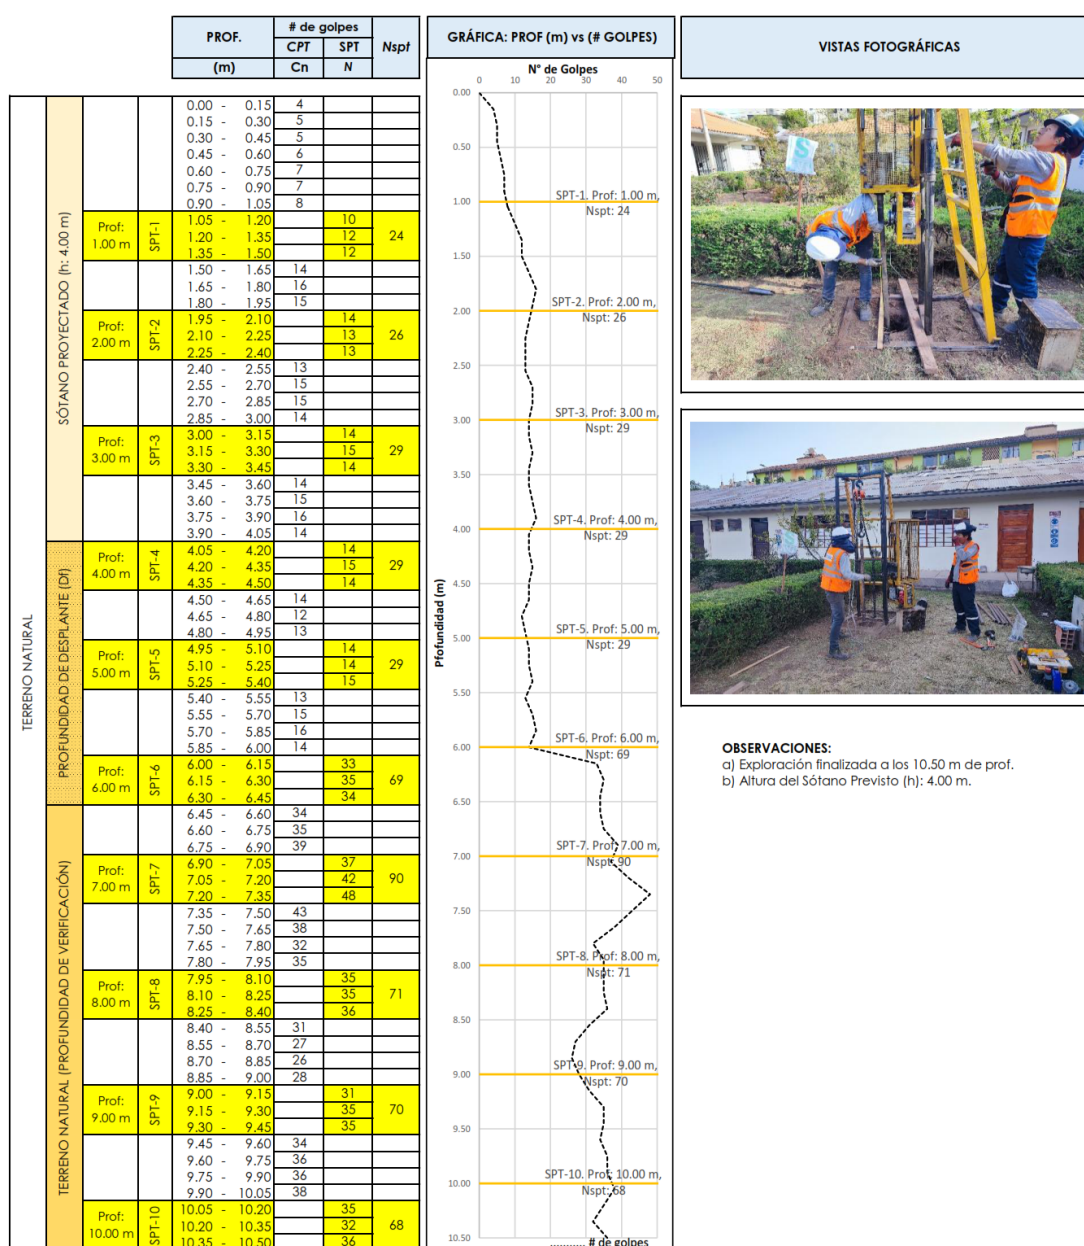 PROF.
(m)
# de golpes
CPT SPT
Cn N
Nspt
GRÁFICA: PROF (m) vs (# GOLPES)
VISTAS FOTOGRÁFICAS
TERRENO NATURAL
SÓTANO PROYECTADO (h: 4.00 m)
PROFUNDIDAD DE DESPLANTE (Df)
TERRENO NATURAL (PROFUNDIDAD DE VERIFICACIÓN)
0.00 - 0.15 4
0.15 - 0.30 5
0.30 - 0.45 5
0.45 - 0.60 6
0.60 - 0.75 7
0.75 - 0.90 7
0.90 - 1.05 8
Prof: 1.00 m SPT-1
1.05 - 1.20 10
1.20 - 1.35 12 24
1.35 - 1.50 12
1.50 - 1.65 14
1.65 - 1.80 16
1.80 - 1.95 15
Prof: 2.00 m SPT-2
1.95 - 2.10 14
2.10 - 2.25 13 26
2.25 - 2.40 13
2.40 - 2.55 13
2.55 - 2.70 15
2.70 - 2.85 15
2.85 - 3.00 14
Prof: 3.00 m SPT-3
3.00 - 3.15 14
3.15 - 3.30 15 29
3.30 - 3.45 14
3.45 - 3.60 14
3.60 - 3.75 15
3.75 - 3.90 16
3.90 - 4.05 14
Prof: 4.00 m SPT-4
4.05 - 4.20 14
4.20 - 4.35 15 29
4.35 - 4.50 14
4.50 - 4.65 14
4.65 - 4.80 12
4.80 - 4.95 13
Prof: 5.00 m SPT-5
4.95 - 5.10 14
5.10 - 5.25 14 29
5.25 - 5.40 15
5.40 - 5.55 13
5.55 - 5.70 15
5.70 - 5.85 16
5.85 - 6.00 14
Prof: 6.00 m SPT-6
6.00 - 6.15 33
6.15 - 6.30 35 69
6.30 - 6.45 34
6.45 - 6.60 34
6.60 - 6.75 35
6.75 - 6.90 39
Prof: 7.00 m SPT-7
6.90 - 7.05 37
7.05 - 7.20 42 90
7.20 - 7.35 48
7.35 - 7.50 43
7.50 - 7.65 38
7.65 - 7.80 32
7.80 - 7.95 35
Prof: 8.00 m SPT-8
7.95 - 8.10 35
8.10 - 8.25 35 71
8.25 - 8.40 36
8.40 - 8.55 31
8.55 - 8.70 27
8.70 - 8.85 26
8.85 - 9.00 28
Prof: 9.00 m SPT-9
9.00 - 9.15 31
9.15 - 9.30 35 70
9.30 - 9.45 35
9.45 - 9.60 34
9.60 - 9.75 36
9.75 - 9.90 36
9.90 - 10.05 38
Prof: 10.00 m SPT-10
10.05 - 10.20 35
10.20 - 10.35 32 68
10.35 - 10.50 36
N° de Golpes
0 10 20 30 40 50
Pfofundidad (m)
0.00
0.50
1.00
1.50
2.00
2.50
3.00
3.50
4.00
4.50
5.00
5.50
6.00
6.50
7.00
7.50
8.00
8.50
9.00
9.50
10.00
10.50
SPT-1. Prof: 1.00 m,
Nspt: 24
SPT-2. Prof: 2.00 m,
Nspt: 26
SPT-3. Prof: 3.00 m,
Nspt: 29
SPT-4. Prof: 4.00 m,
Nspt: 29
SPT-5. Prof: 5.00 m,
Nspt: 29
SPT-6. Prof: 6.00 m,
Nspt: 69
SPT-7. Prof: 7.00 m,
Nspt: 90
SPT-8. Prof: 8.00 m,
Nspt: 71
SPT-9. Prof: 9.00 m,
Nspt: 70
SPT-10. Prof: 10.00 m,
Nspt: 68
# de golpes
S
S
OBSERVACIONES:
a) Exploración finalizada a los 10.50 m de prof.
b) Altura del Sótano Previsto (h): 4.00 m.